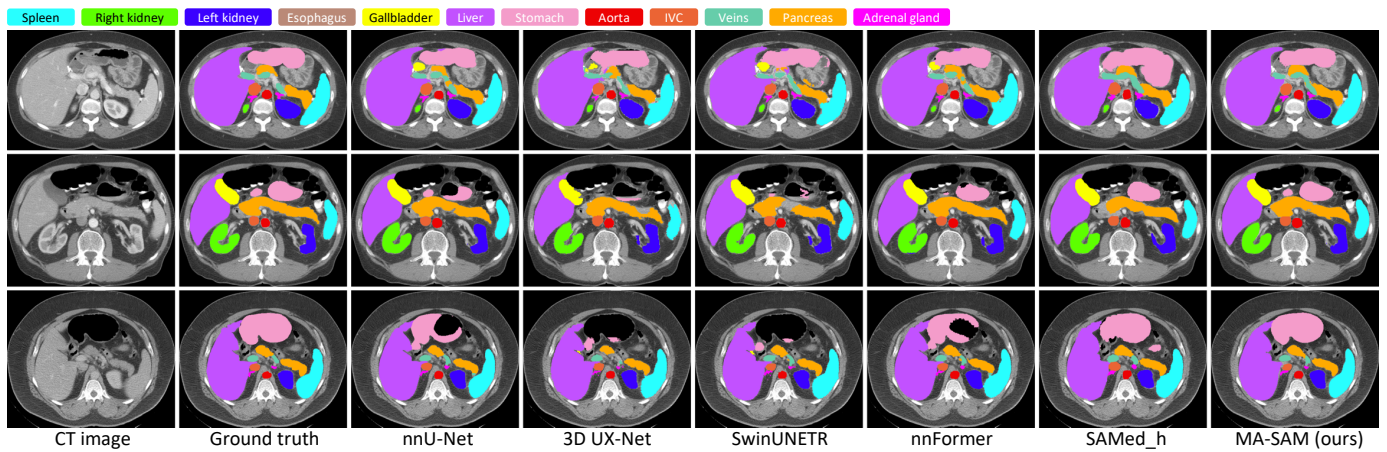 Spleen Right kidney Left kidney Esophagus Gallbladder Liver Stomach Aorta IVC Veins Pancreas Adrenal gland
CT image Ground truth nnU-Net 3D UX-Net SwinUNETR nnFormer SAMed_h MA-SAM (ours)